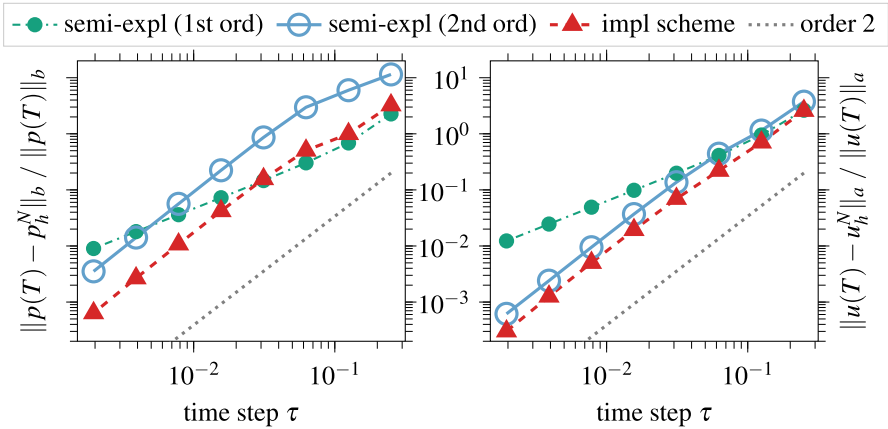 semi-expl (1st ord) semi-expl (2nd ord) impl scheme order 2
∥p(T) − p_h^N∥_b / ∥p(T)∥_b
10^1
10^0
10^−1
10^−2
10^−3
∥u(T) − u_h^N∥_a / ∥u(T)∥_a
10^−2 10^−1 10^−2 10^−1
time step τ time step τ